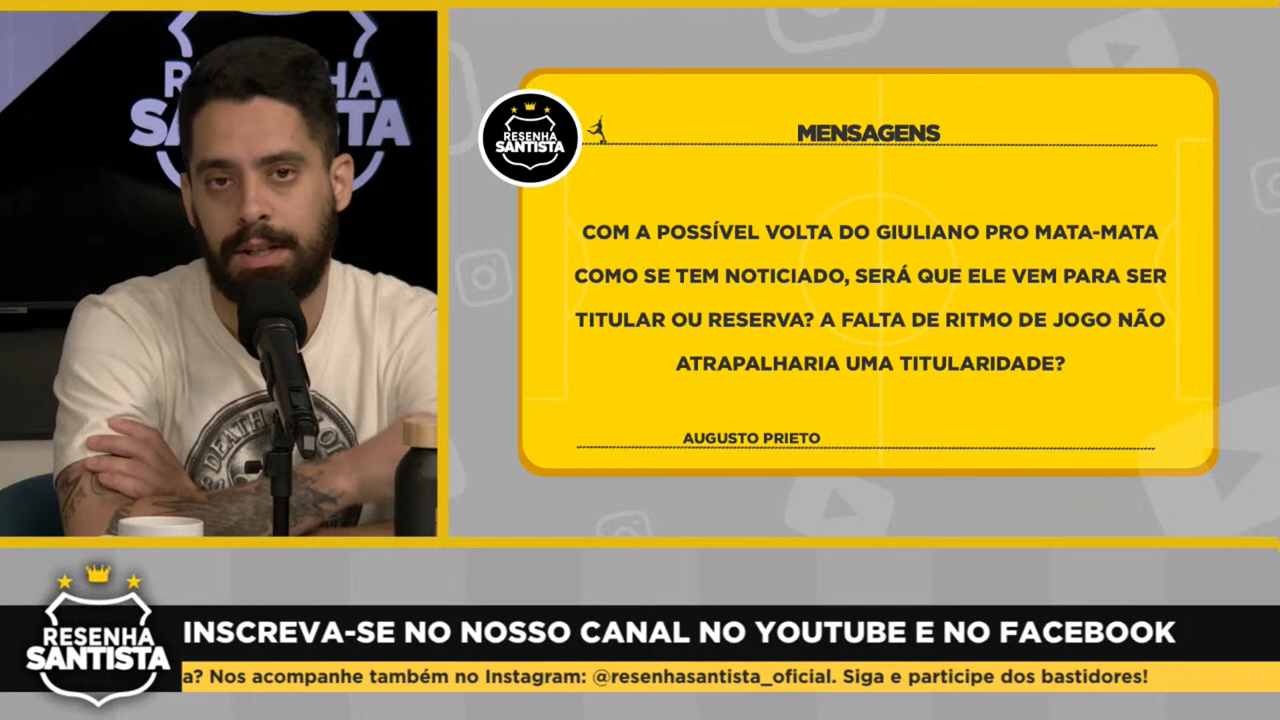 RESENHA
SANTISTA
MENSAGENS
COM A POSSÍVEL VOLTA DO GIULIANO PRO MATA-MATA
COMO SE TEM NOTICIADO, SERÁ QUE ELE VEM PARA SER
TITULAR OU RESERVA? A FALTA DE RITMO DE JOGO NÃO
ATRAPALHARIA UMA TITULARIDADE?
AUGUSTO PRIETO
DEATH
RESENHA
SANTISTA
INSCREVA-SE NO NOSSO CANAL NO YOUTUBE E NO FACEBOOK
a? Nos acompanhe também no Instagram: @resenhasantista_oficial. Siga e participe dos bastidores!